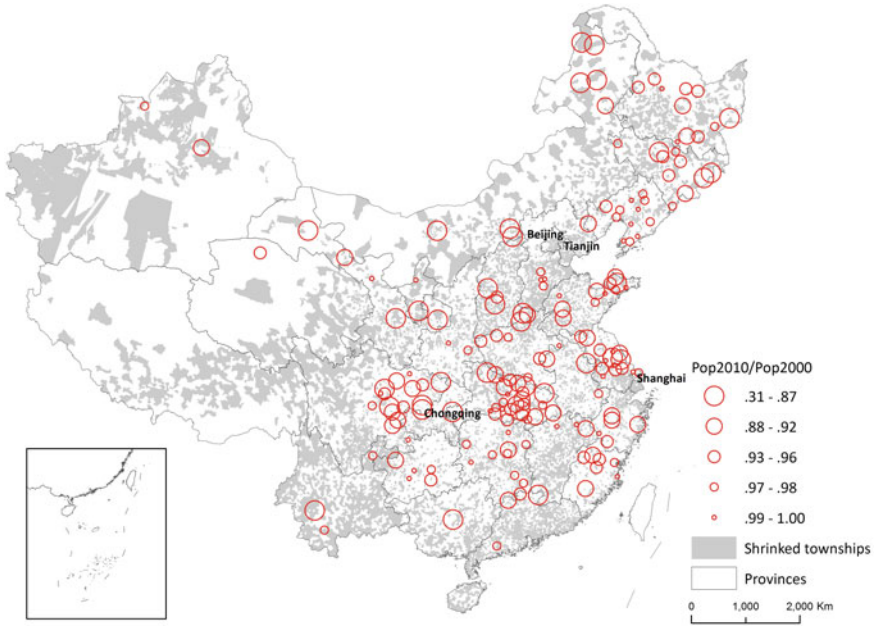 Beijing
Tianjin
Shanghai
Chongqing
Pop2010/Pop2000
.31 - .87
.88 - .92
.93 - .96
.97 - .98
.99 - 1.00
Shrinked townships
Provinces
0 1,000 2,000 Km